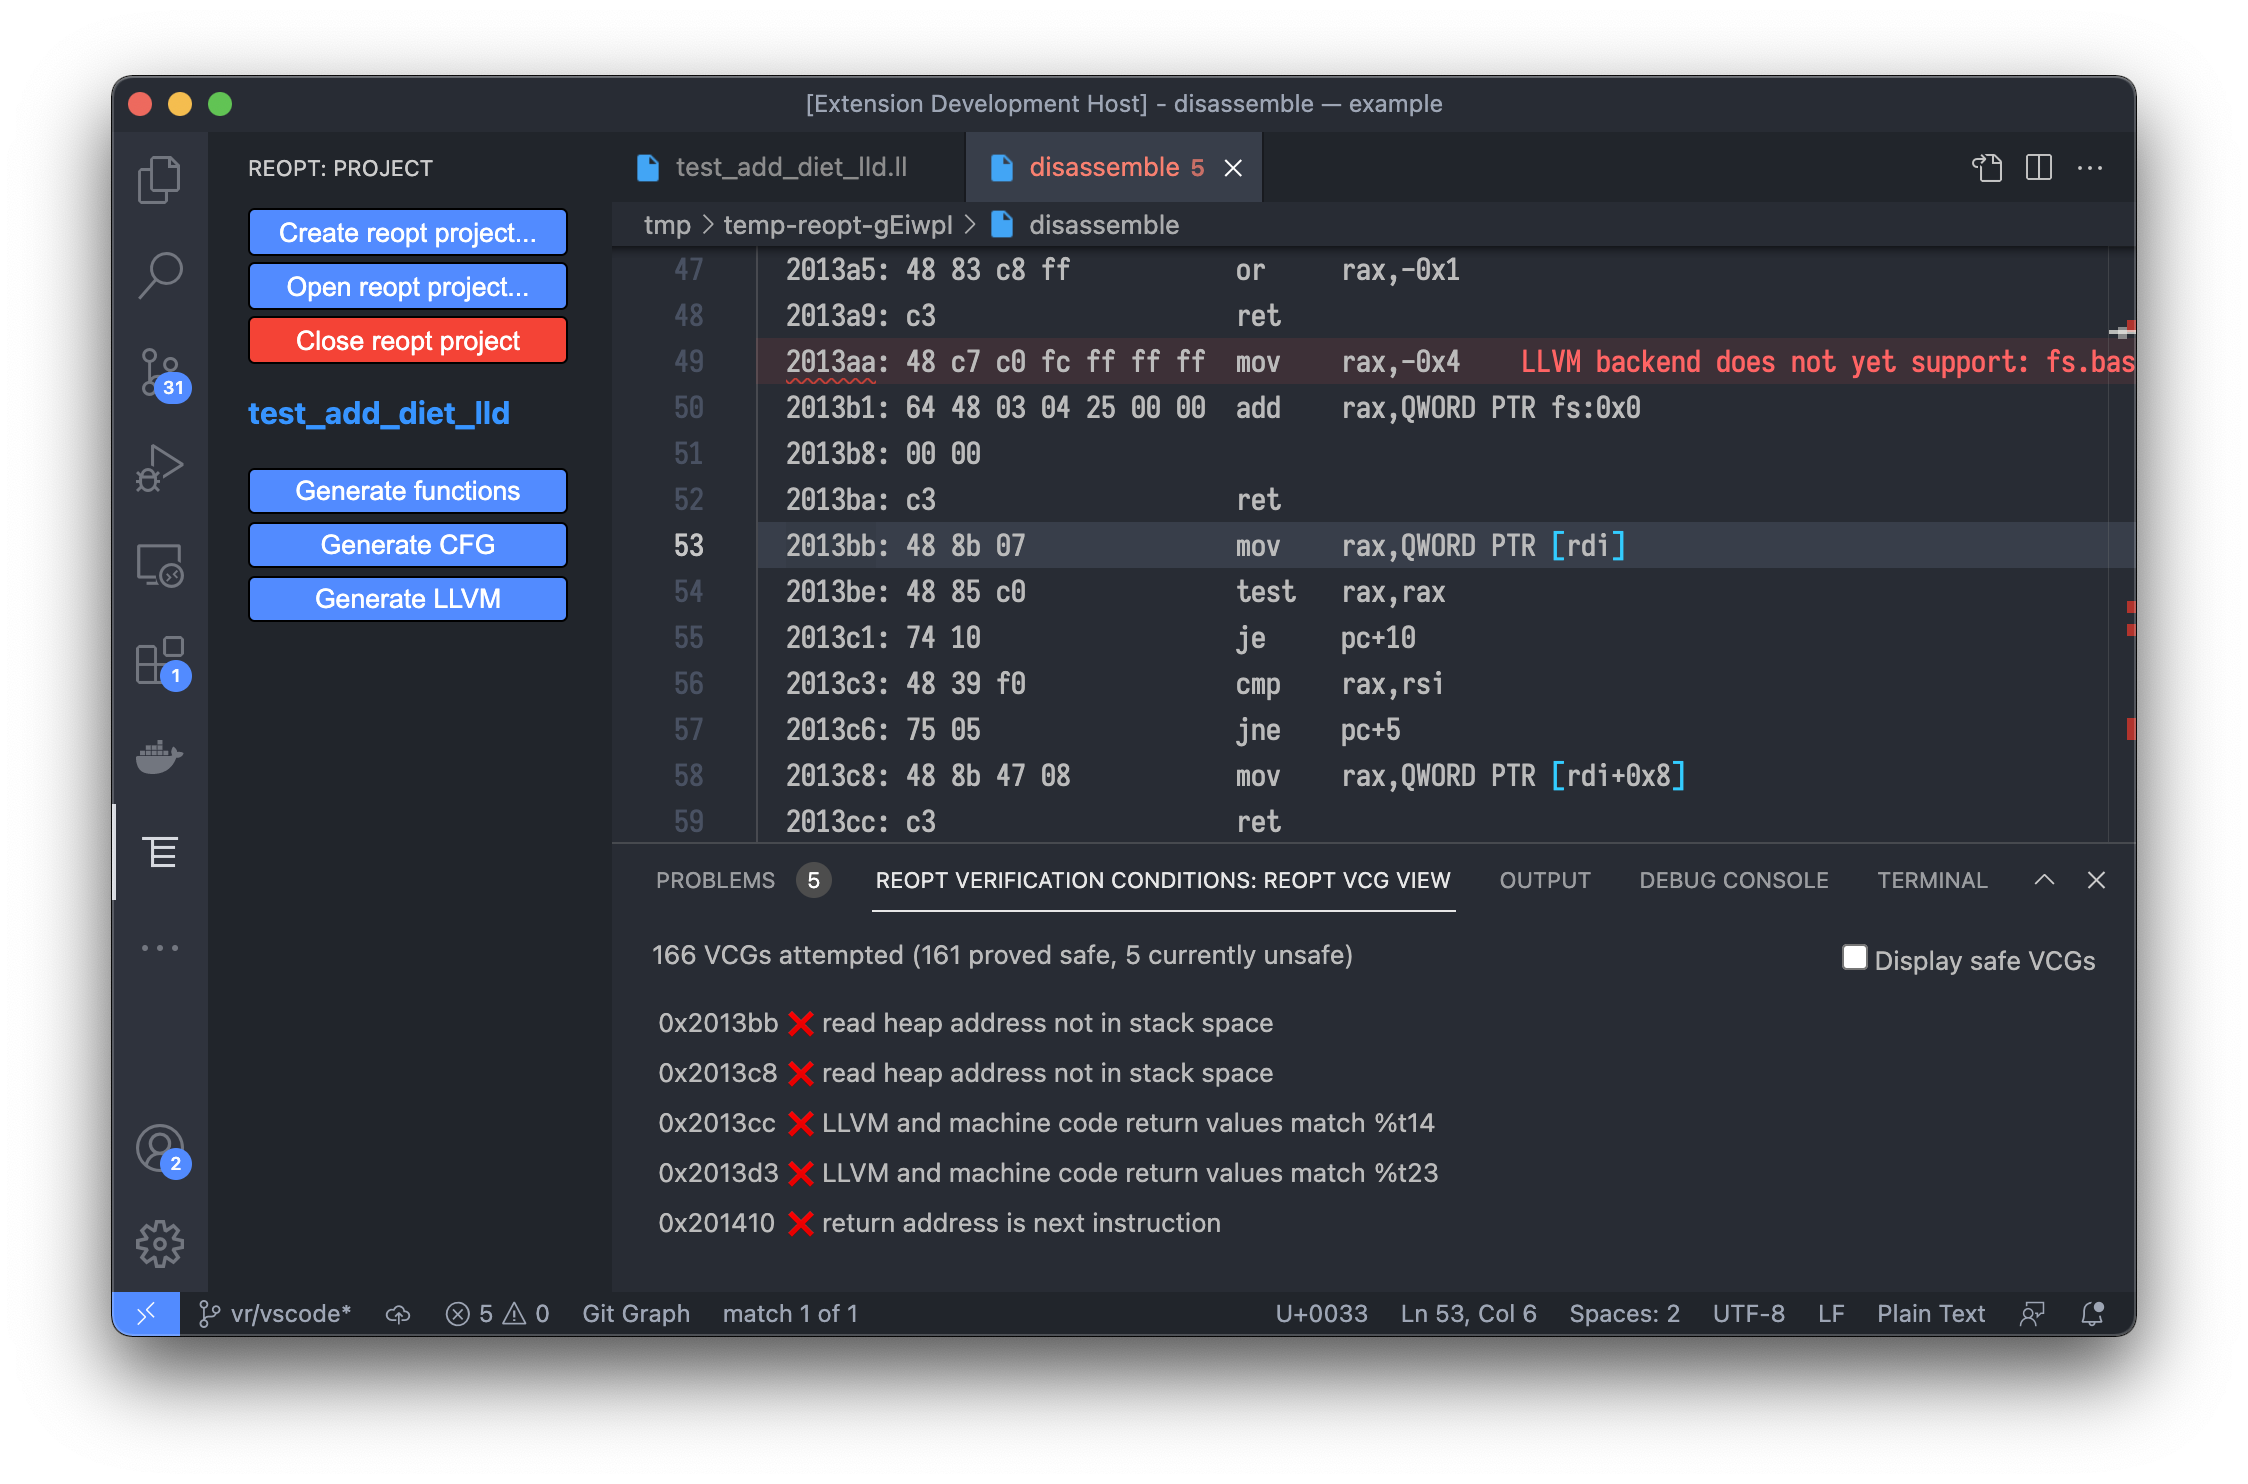 [Extension Development Host] - disassemble — example
REOPT: PROJECT
Create reopt project...
Open reopt project...
Close reopt project
test_add_diet_lld
Generate functions
Generate CFG
Generate LLVM
31
1
2
test_add_diet_lld.ll
disassemble 5
tmp > temp-reopt-gEiwpI > disassemble
47 2013a5: 48 83 c8 ff or rax,-0x1
48 2013a9: c3 ret
49 2013aa: 48 c7 c0 fc ff ff ff mov rax,-0x4 LLVM backend does not yet support: fs.bas
50 2013b1: 64 48 03 04 25 00 00 add rax,QWORD PTR fs:0x0
51 2013b8: 00 00
52 2013ba: c3 ret
53 2013bb: 48 8b 07 mov rax,QWORD PTR [rdi]
54 2013be: 48 85 c0 test rax,rax
55 2013c1: 74 10 je pc+10
56 2013c3: 48 39 f0 cmp rax,rsi
57 2013c6: 75 05 jne pc+5
58 2013c8: 48 8b 47 08 mov rax,QWORD PTR [rdi+0x8]
59 2013cc: c3 ret
PROBLEMS 5 REOPT VERIFICATION CONDITIONS: REOPT VCG VIEW OUTPUT DEBUG CONSOLE TERMINAL
166 VCGs attempted (161 proved safe, 5 currently unsafe)
Display safe VCGs
0x2013bb ❌ read heap address not in stack space
0x2013c8 ❌ read heap address not in stack space
0x2013cc ❌ LLVM and machine code return values match %t14
0x2013d3 ❌ LLVM and machine code return values match %t23
0x201410 ❌ return address is next instruction
vr/vscode* 5 0 Git Graph match 1 of 1 U+0033 Ln 53, Col 6 Spaces: 2 UTF-8 LF Plain Text